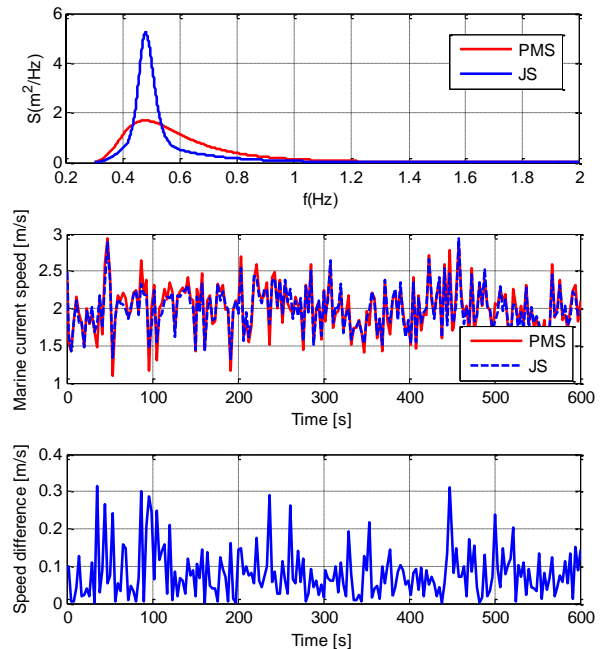 6
4
2
0
S(m²/Hz)
PMS
JS
0.2 0.4 0.6 0.8 1 1.2 1.4 1.6 1.8 2
f(Hz)
3
2.5
2
1.5
1
Marine current speed [m/s]
PMS
JS
0 100 200 300 400 500 600
Time [s]
0.4
0.3
0.2
0.1
0
Speed difference [m/s]
0 100 200 300 400 500 600
Time [s]